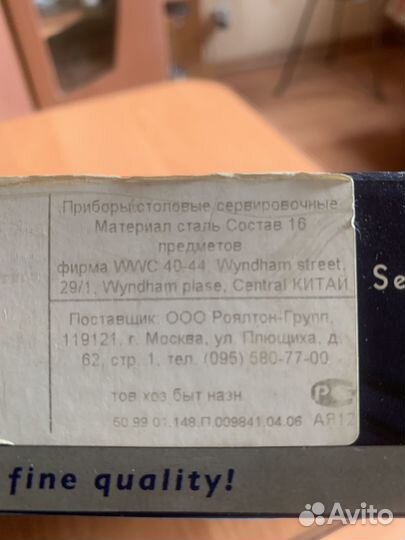 Приборы столовые сервировочные
Материал сталь Состав 16
предметов
фирма WWC 40-44 Wyndham street,
29/1, Wyndham plase, Central КИТАЙ
Se
Поставщик: ООО Роялтон-Групп,
119121, г. Москва, ул. Плющиха, д.
62, стр. 1, тел. (095) 580-77-00
тов хоз быт назн
50.99.01.148.П.009841.04.06 АЯ12
fine quality!
Avito